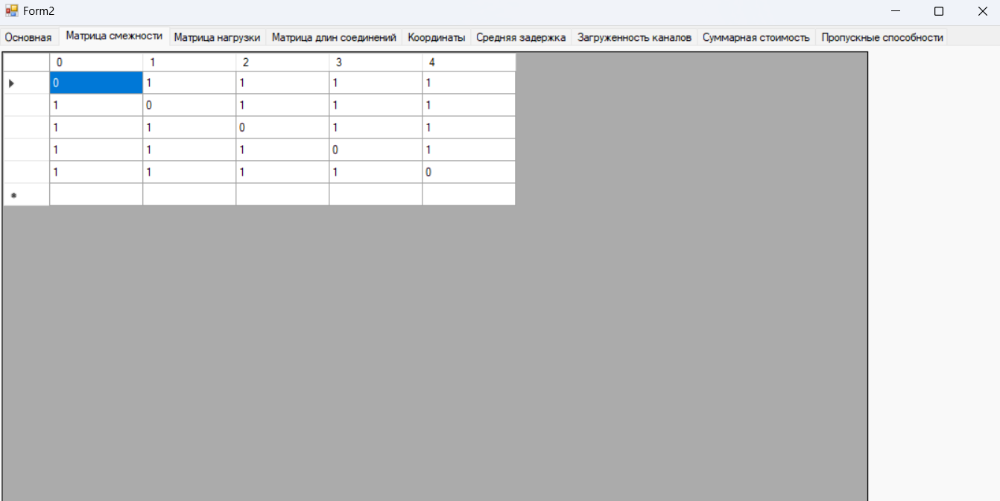 Form2
Основная Матрица смежности Матрица нагрузки Матрица длин соединений Координаты Средняя задержка Загруженность каналов Суммарная стоимость Пропускные способности
0 1 2 3 4
0 1 1 1 1
1 0 1 1 1
1 1 0 1 1
1 1 1 0 1
1 1 1 1 0